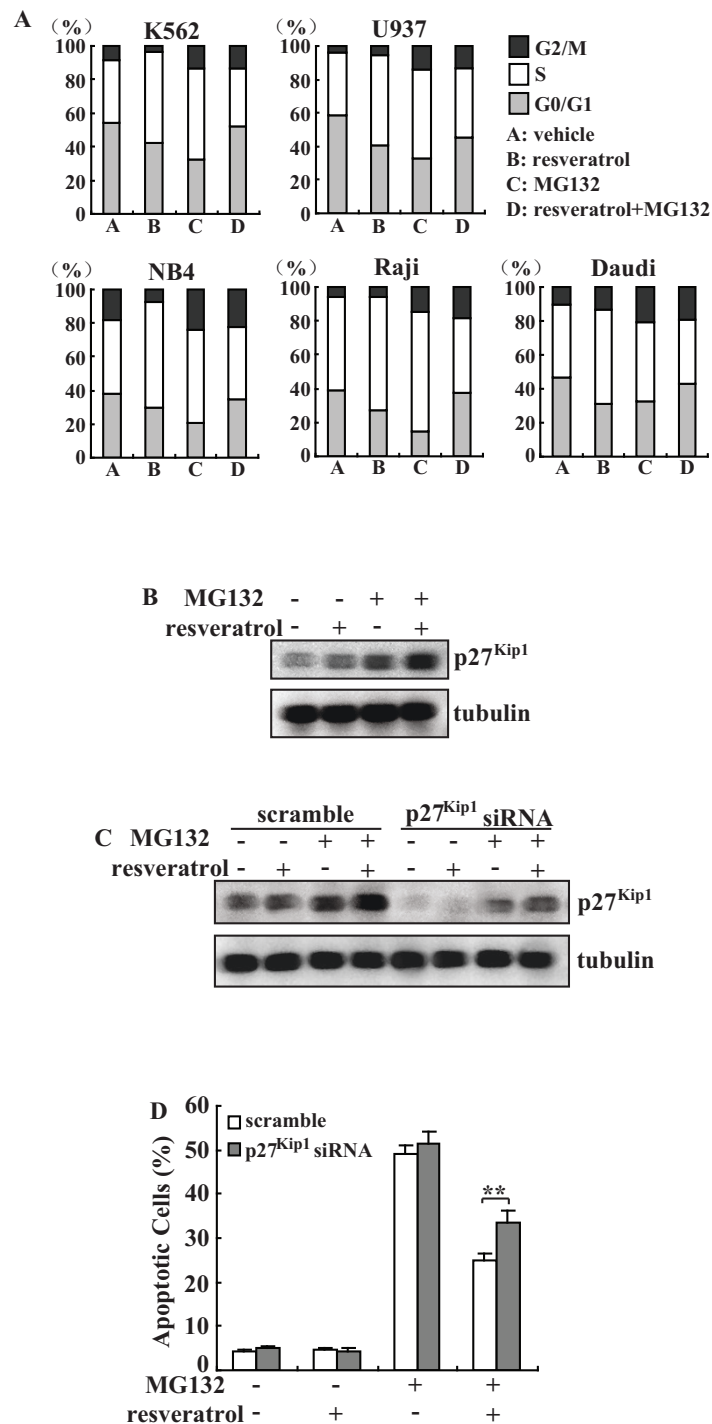 A
(%) K562
100
80
60
40
20
0
A B C D
(%) U937
100
80
60
40
20
0
A B C D
G2/M
S
G0/G1
A: vehicle
B: resveratrol
C: MG132
D: resveratrol+MG132
(%) NB4
100
80
60
40
20
0
A B C D
(%) Raji
100
80
60
40
20
0
A B C D
(%) Daudi
100
80
60
40
20
0
A B C D
B MG132 - - + +
resveratrol - + - +
p27Kip1
tubulin
scramble p27Kip1 siRNA
C MG132 - - + + - - + +
resveratrol - + - + - + - +
p27Kip1
tubulin
D
Apoptotic Cells (%)
60
50
40
30
20
10
0
scramble
p27Kip1 siRNA
**
MG132 - - + +
resveratrol - + - +